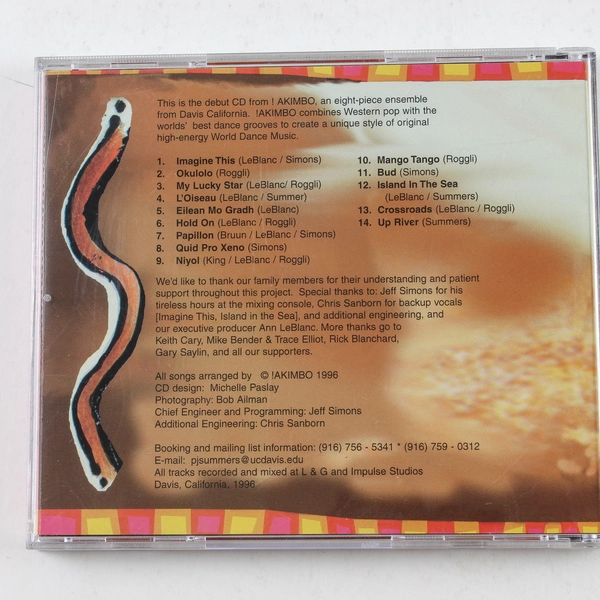 This is the debut CD from ! AKIMBO, an eight-piece ensemble
from Davis California. !AKIMBO combines Western pop with the
worlds' best dance grooves to create a unique style of original
high-energy World Dance Music.
1. Imagine This (LeBlanc / Simons)
2. Okulolo (Roggli)
3. My Lucky Star (LeBlanc/ Roggli)
4. L'Oiseau (LeBlanc / Summer)
5. Eilean Mo Gradh (LeBlanc)
6. Hold On (LeBlanc / Roggli)
7. Papillon (Bruun / LeBlanc / Simons)
8. Quid Pro Xeno (Simons)
9. Niyol (King / LeBlanc / Roggli)
10. Mango Tango (Roggli)
11. Bud (Simons)
12. Island In The Sea
(LeBlanc / Summers)
13. Crossroads (LeBlanc / Roggli)
14. Up River (Summers)
We'd like to thank our family members for their understanding and patient
support throughout this project. Special thanks to: Jeff Simons for his
tireless hours at the mixing console, Chris Sanborn for backup vocals
[Imagine This, Island in the Sea], and additional engineering, and
our executive producer Ann LeBlanc. More thanks go to
Keith Cary, Mike Bender & Trace Elliot, Rick Blanchard,
Gary Saylin, and all our supporters.
All songs arranged by © !AKIMBO 1996
CD design: Michelle Paslay
Photography: Bob Ailman
Chief Engineer and Programming: Jeff Simons
Additional Engineering: Chris Sanborn
Booking and mailing list information: (916) 756 - 5341 * (916) 759 - 0312
E-mail: pjsummers@ucdavis.edu
All tracks recorded and mixed at L & G and Impulse Studios
Davis, California, 1996